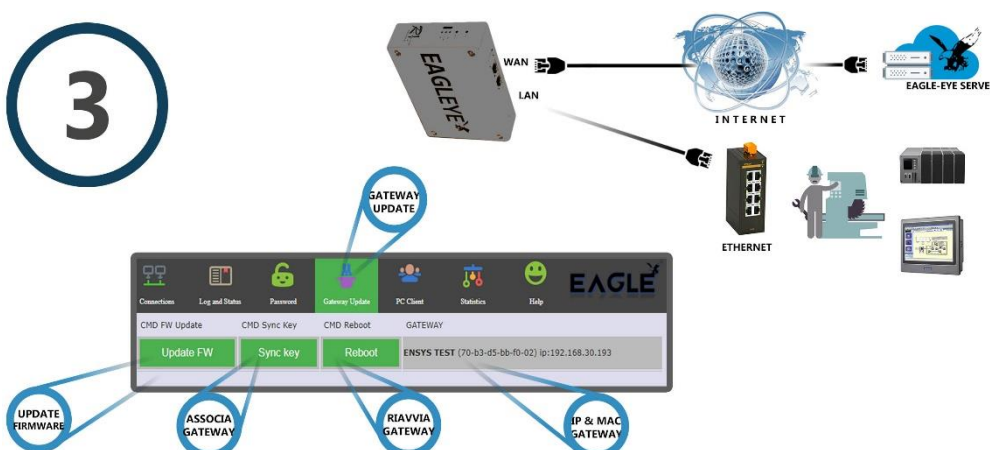 3
EAGLEYE
WAN
LAN
INTERNET
EAGLE-EYE SERVE
ETHERNET
GATEWAY
UPDATE
Connections
Log and Status
Password
Gateway Update
PC Client
Statistics
Help
EAGLE
CMD FW Update
CMD Sync Key
CMD Reboot
GATEWAY
Update FW
Sync key
Reboot
ENSYS TEST (70-b3-d5-bb-f0-02) ip:192.168.30.193
UPDATE
FIRMWARE
ASSOCIA
GATEWAY
RIAVVIA
GATEWAY
IP & MAC
GATEWAY